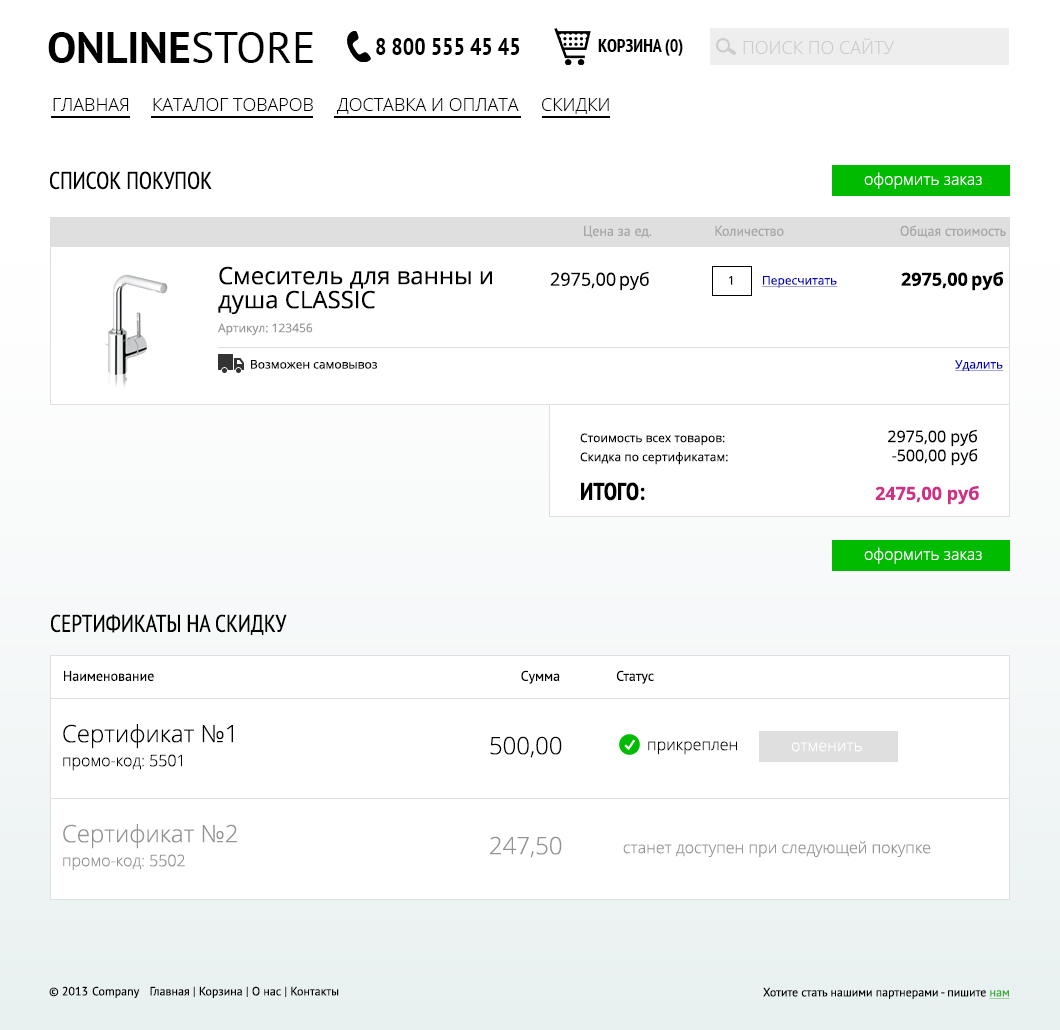 ONLINESTORE
8 800 555 45 45
КОРЗИНА (0)
ПОИСК ПО САЙТУ
ГЛАВНАЯ КАТАЛОГ ТОВАРОВ ДОСТАВКА И ОПЛАТА СКИДКИ
СПИСОК ПОКУПОК
оформить заказ
Цена за ед. Количество Общая стоимость
Смеситель для ванны и
душа CLASSIC
Артикул: 123456
2975,00 руб
1
Пересчитать
2975,00 руб
Возможен самовывоз
Удалить
Стоимость всех товаров: 2975,00 руб
Скидка по сертификатам: -500,00 руб
ИТОГО: 2475,00 руб
оформить заказ
СЕРТИФИКАТЫ НА СКИДКУ
Наименование Сумма Статус
Сертификат №1
промо-код: 5501
500,00
прикреплен
отменить
Сертификат №2
промо-код: 5502
247,50
станет доступен при следующей покупке
© 2013 Company Главная | Корзина | О нас | Контакты
Хотите стать нашими партнерами - пишите нам